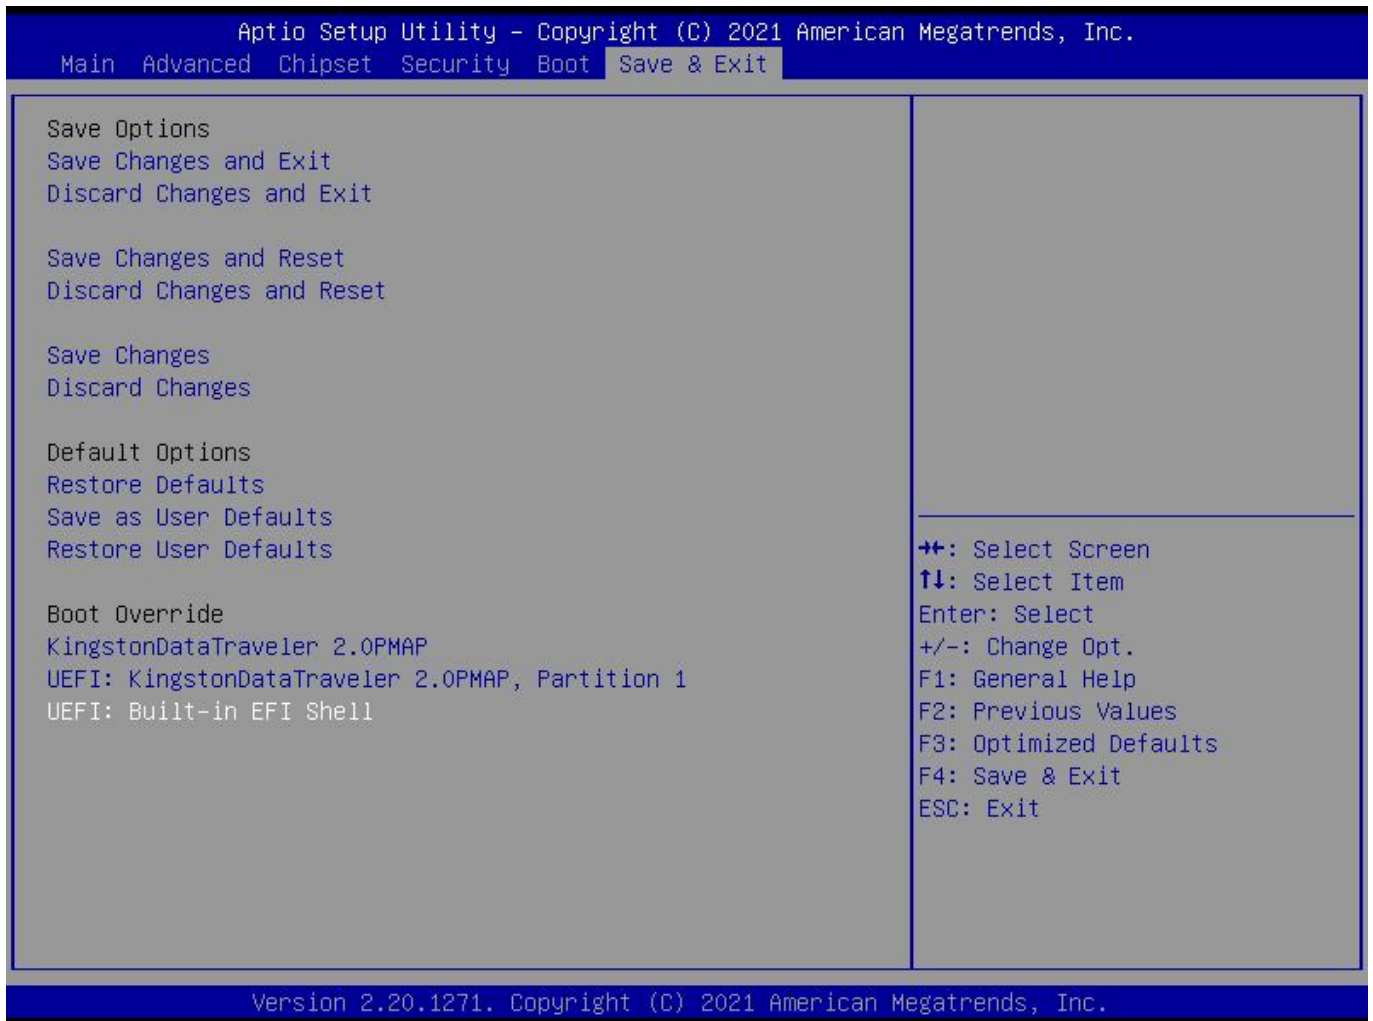 Aptio Setup Utility – Copyright (C) 2021 American Megatrends, Inc.
Main Advanced Chipset Security Boot Save & Exit
Save Options
Save Changes and Exit
Discard Changes and Exit
Save Changes and Reset
Discard Changes and Reset
Save Changes
Discard Changes
Default Options
Restore Defaults
Save as User Defaults
Restore User Defaults
Boot Override
KingstonDataTraveler 2.0PMAP
UEFI: KingstonDataTraveler 2.0PMAP, Partition 1
UEFI: Built-in EFI Shell
→←: Select Screen
↑↓: Select Item
Enter: Select
+/-: Change Opt.
F1: General Help
F2: Previous Values
F3: Optimized Defaults
F4: Save & Exit
ESC: Exit
Version 2.20.1271. Copyright (C) 2021 American Megatrends, Inc.